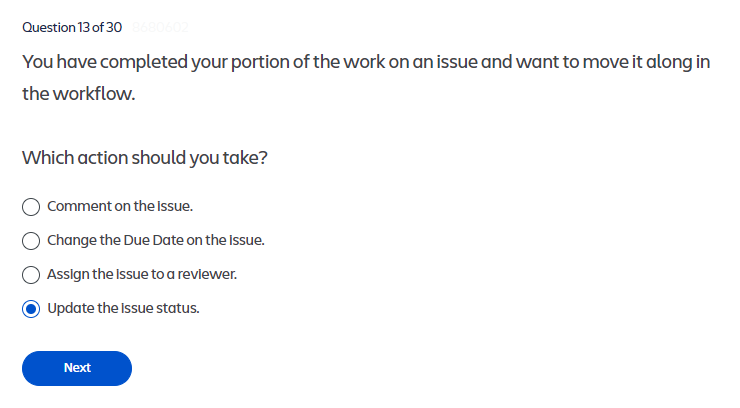 Question 13 of 30
You have completed your portion of the work on an issue and want to move it along in
the workflow.
Which action should you take?
Comment on the Issue.
Change the Due Date on the Issue.
Assign the Issue to a reviewer.
Update the Issue status.
Next